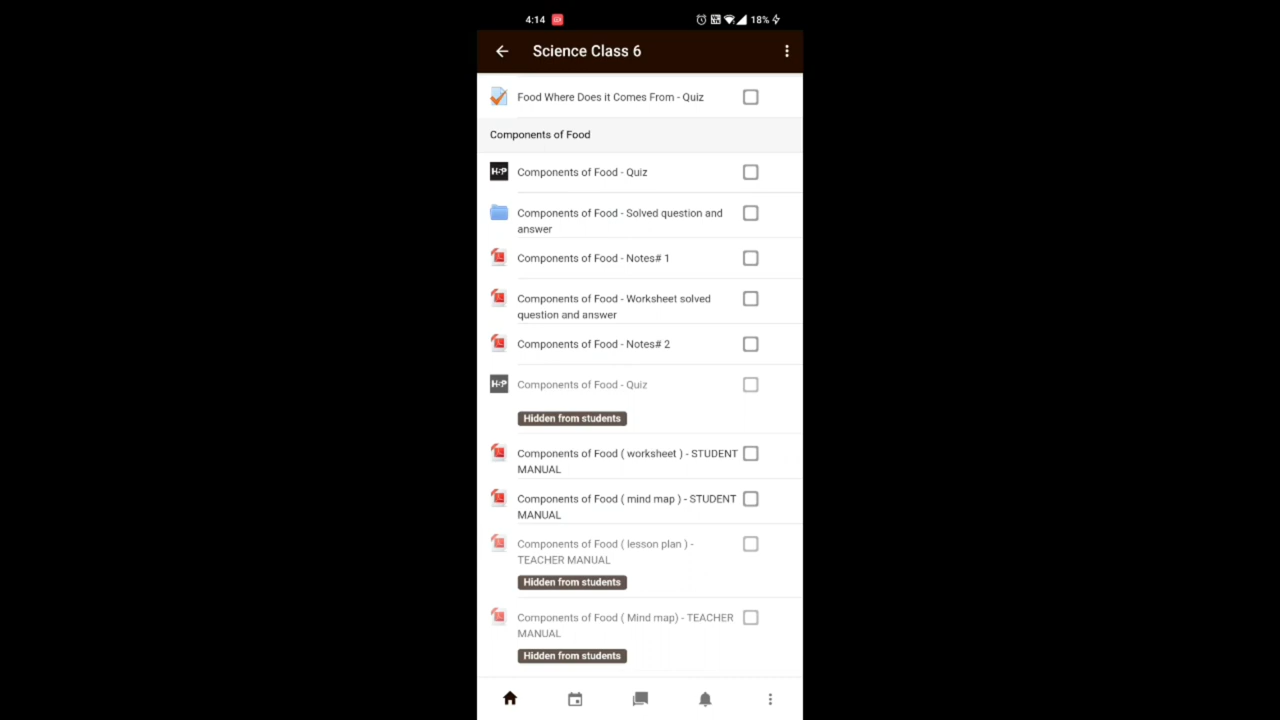 4:14
18%
Science Class 6
Food Where Does it Comes From - Quiz
Components of Food
H-P Components of Food - Quiz
Components of Food - Solved question and
answer
Components of Food - Notes# 1
Components of Food - Worksheet solved
question and answer
Components of Food - Notes# 2
H-P Components of Food - Quiz
Hidden from students
Components of Food ( worksheet ) - STUDENT
MANUAL
Components of Food ( mind map ) - STUDENT
MANUAL
Components of Food ( lesson plan ) -
TEACHER MANUAL
Hidden from students
Components of Food ( Mind map) - TEACHER
MANUAL
Hidden from students